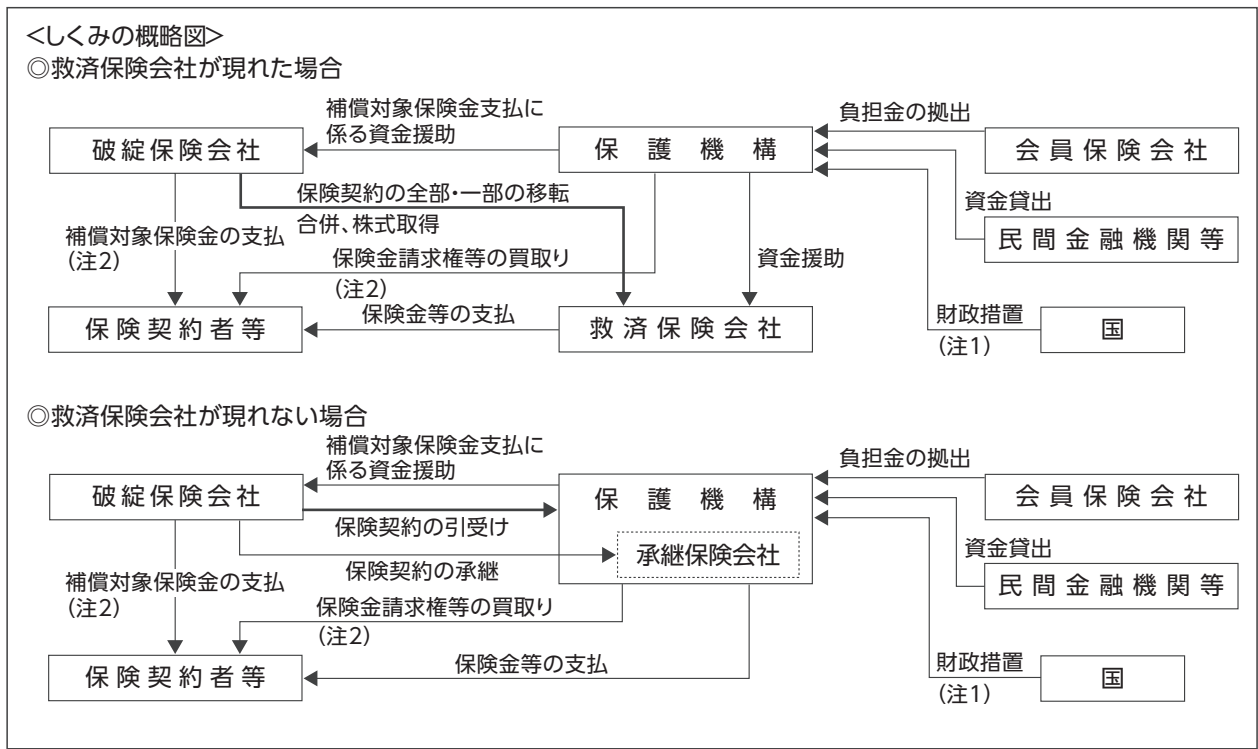 <しくみの概略図>
◎救済保険会社が現れた場合
補償対象保険金支払に
係る資金援助
負担金の拠出
破綻保険会社
保護機構
会員保険会社
保険契約の全部・一部の移転
合併、株式取得
資金貸出
民間金融機関等
補償対象保険金の支払
(注2)
保険金請求権等の買取り
(注2)
資金援助
保険金等の支払
財政措置
(注1)
保険契約者等
救済保険会社
国
◎救済保険会社が現れない場合
補償対象保険金支払に
係る資金援助
負担金の拠出
破綻保険会社
保護機構
会員保険会社
保険契約の引受け
承継保険会社
資金貸出
保険契約の承継
民間金融機関等
補償対象保険金の支払
(注2)
保険金請求権等の買取り
(注2)
保険金等の支払
財政措置
(注1)
保険契約者等
国